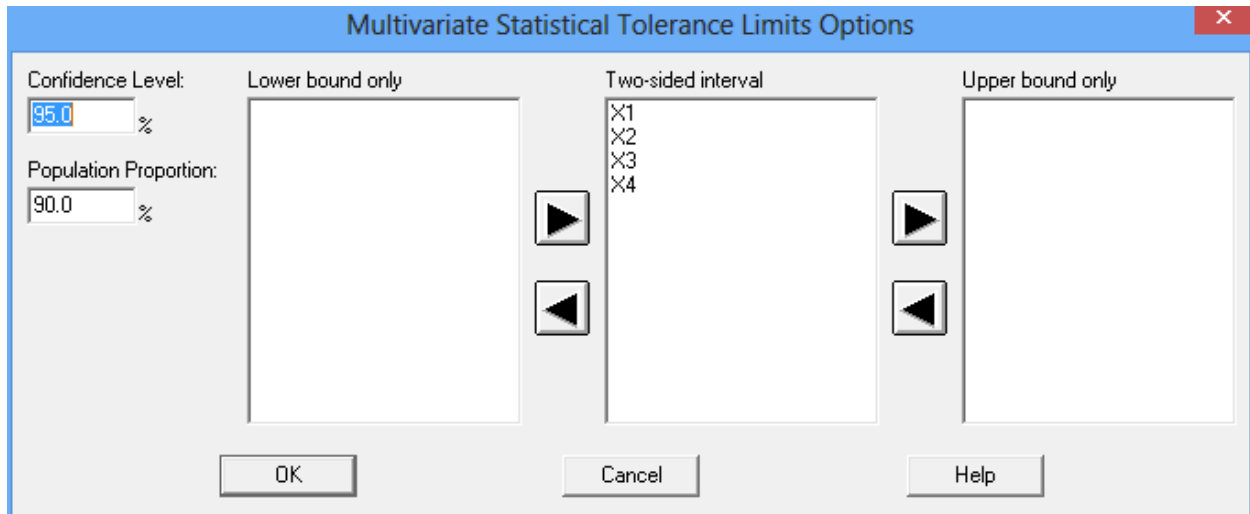 Multivariate Statistical Tolerance Limits Options
Confidence Level:
95.0 %
Population Proportion:
90.0 %
Lower bound only
Two-sided interval
X1
X2
X3
X4
Upper bound only
OK
Cancel
Help